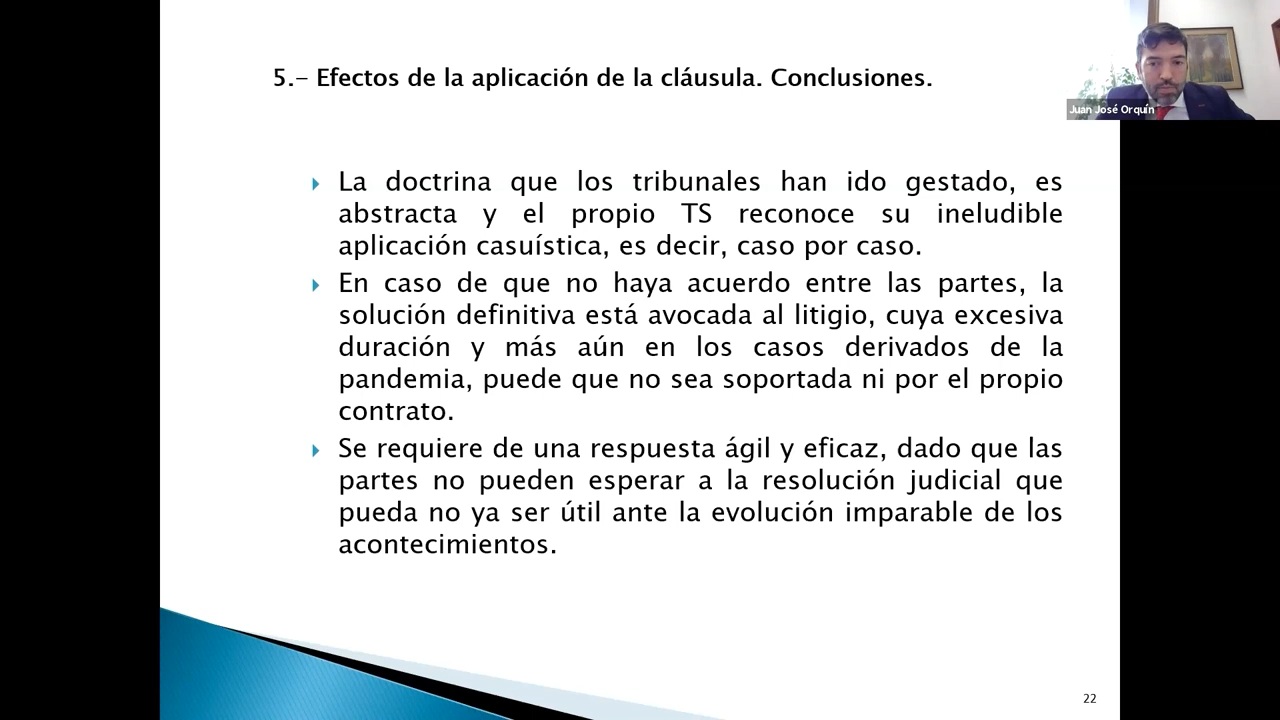 5.– Efectos de la aplicación de la cláusula. Conclusiones.
Juan José Orquín
La doctrina que los tribunales han ido gestado, es
abstracta y el propio TS reconoce su ineludible
aplicación casuística, es decir, caso por caso.
En caso de que no haya acuerdo entre las partes, la
solución definitiva está avocada al litigio, cuya excesiva
duración y más aún en los casos derivados de la
pandemia, puede que no sea soportada ni por el propio
contrato.
Se requiere de una respuesta ágil y eficaz, dado que las
partes no pueden esperar a la resolución judicial que
pueda no ya ser útil ante la evolución imparable de los
acontecimientos.
22